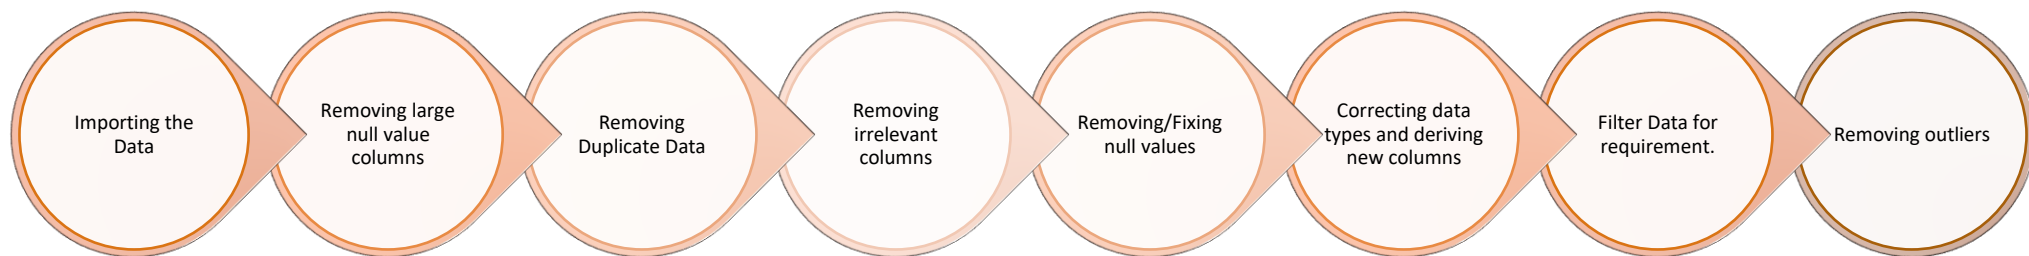 Importing the
Data
Removing large
null value
columns
Removing
Duplicate Data
Removing
irrelevant
columns
Removing/Fixing
null values
Correcting data
types and deriving
new columns
Filter Data for
requirement.
Removing outliers